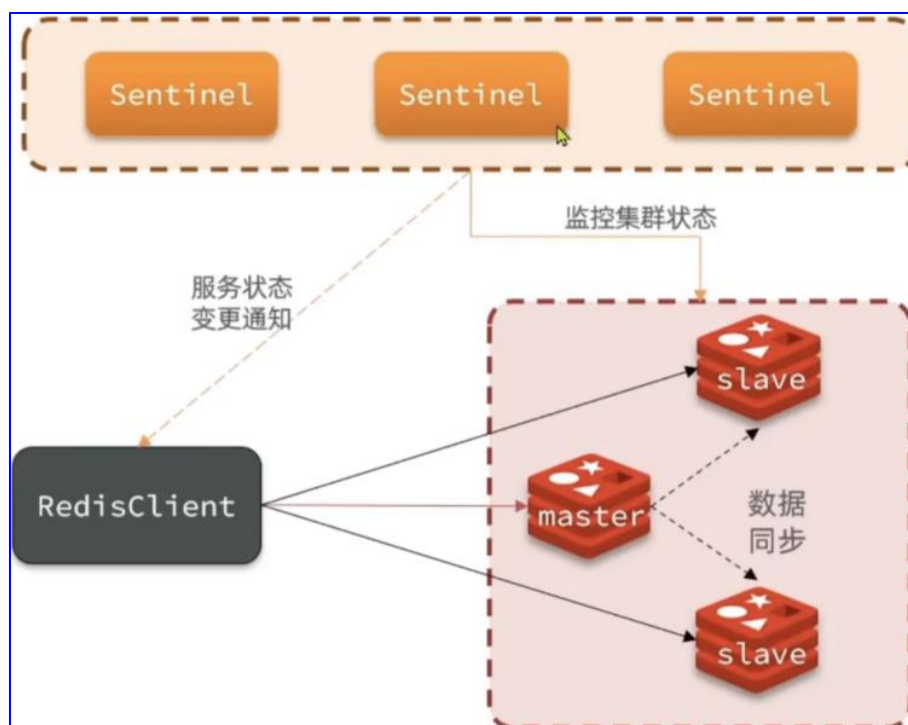 Sentinel
Sentinel
Sentinel
监控集群状态
服务状态
变更通知
slave
RedisClient
master
数据
同步
slave